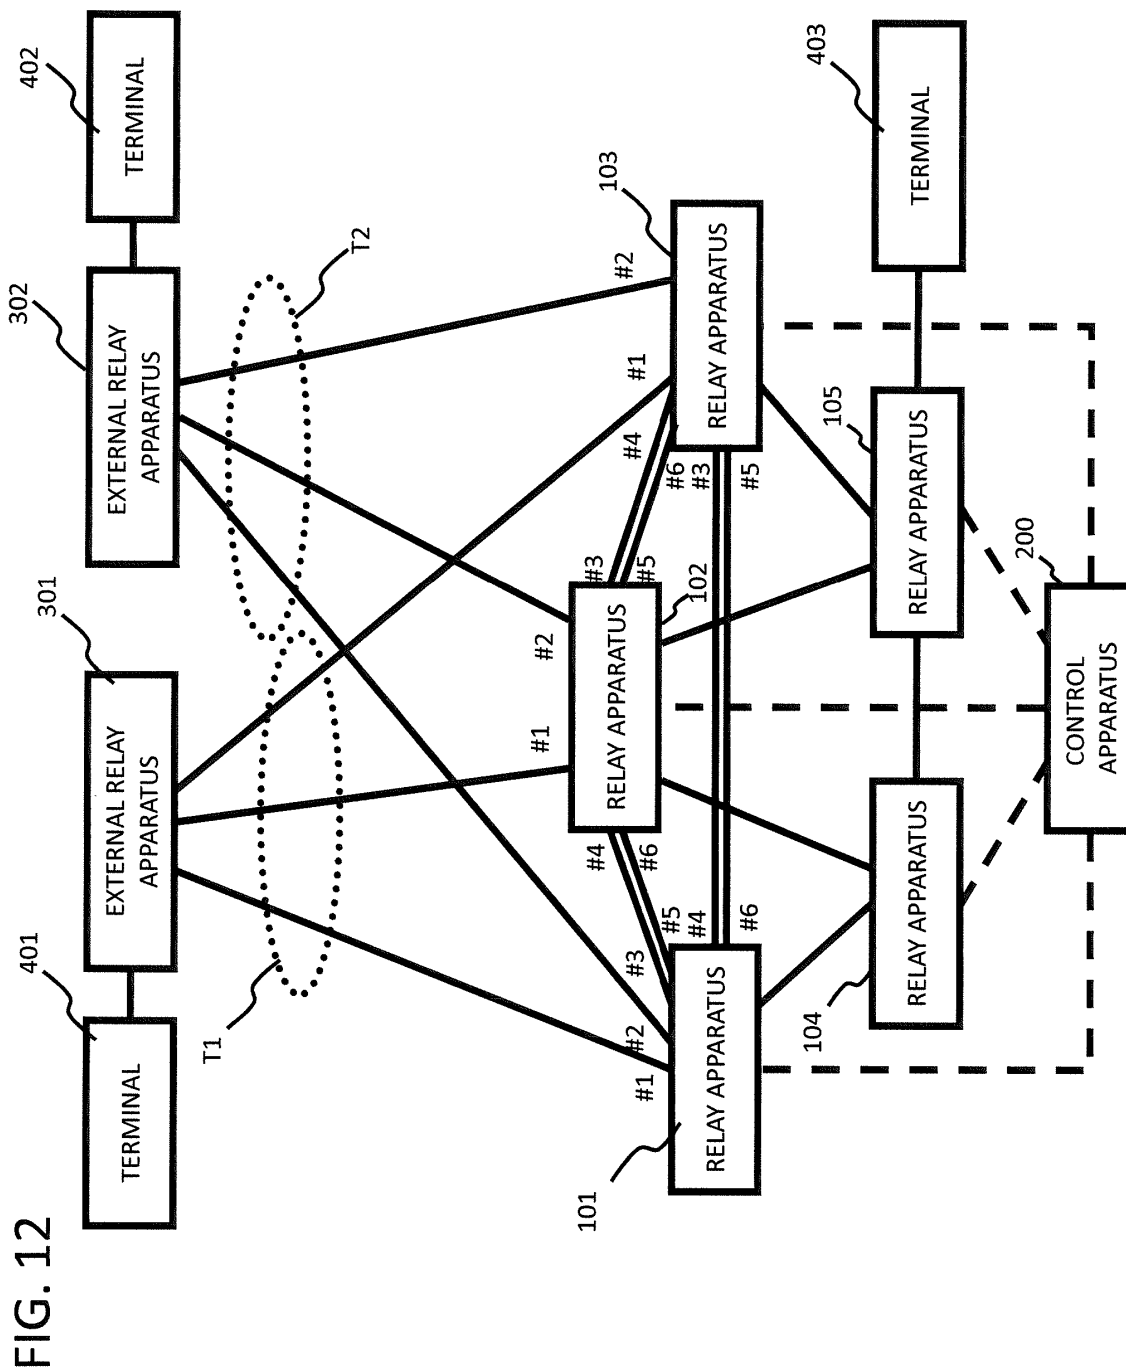 FIG. 12
401
TERMINAL
301
EXTERNAL RELAY
APPARATUS
302
EXTERNAL RELAY
APPARATUS
402
TERMINAL
T1
T2
101
RELAY APPARATUS
#1
#2
#3
#5
#4
#6
102
RELAY APPARATUS
#1
#2
#4
#6
#3
#5
103
RELAY APPARATUS
#1
#2
#4
#6
#3
#5
104
RELAY APPARATUS
105
RELAY APPARATUS
403
TERMINAL
200
CONTROL
APPARATUS